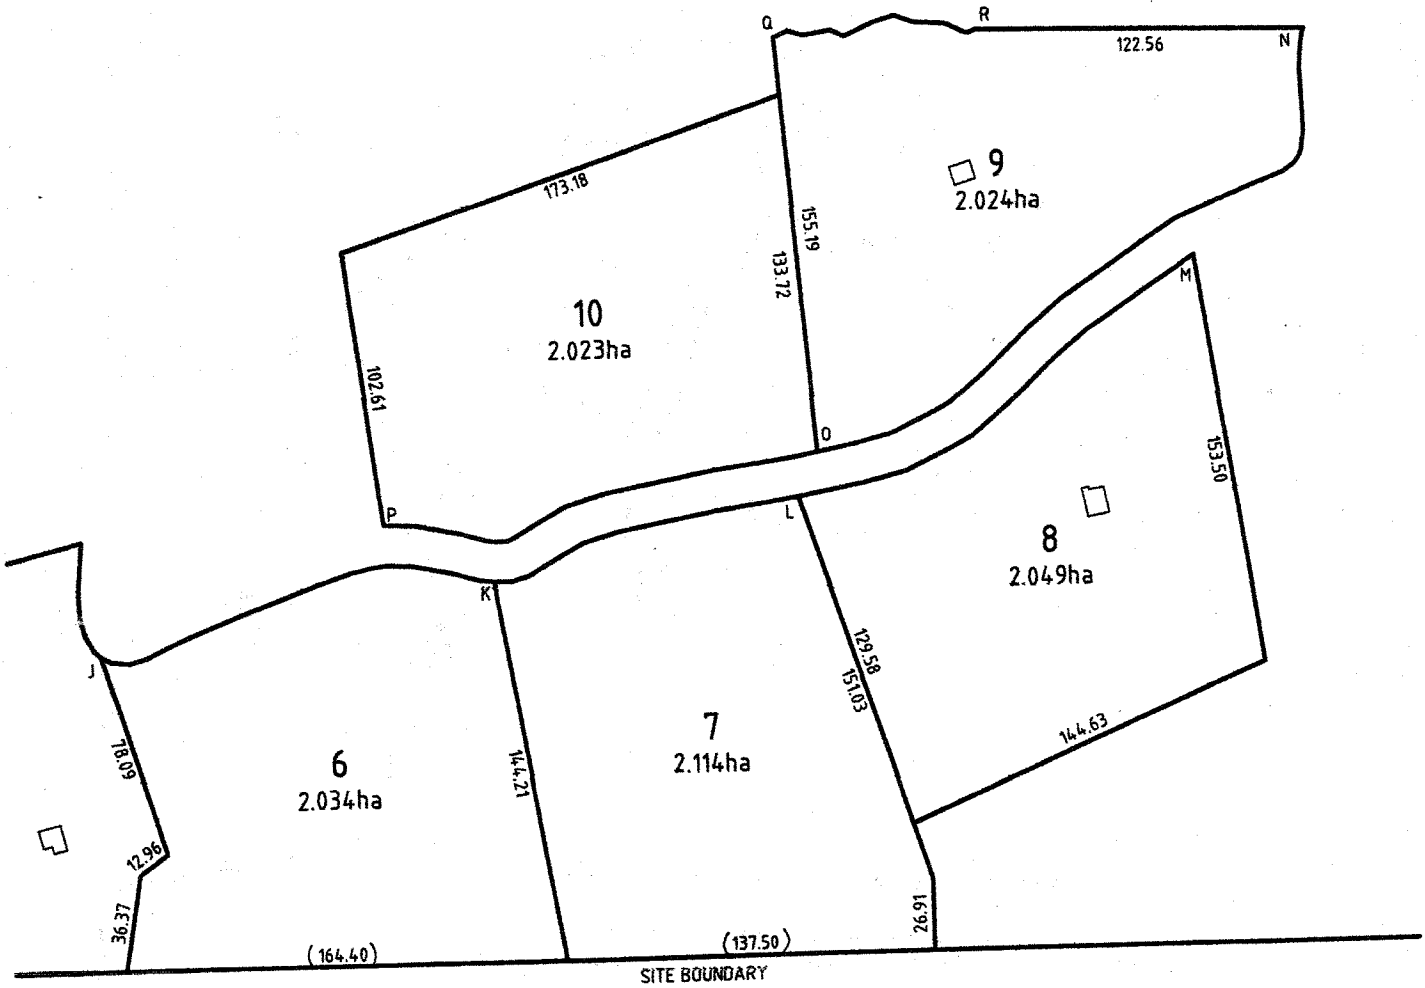 Q
R
122.56
N
9
2.024ha
173.18
155.19
133.72
M
10
2.023ha
102.61
O
153.50
P
L
8
2.049ha
K
129.58
151.03
J
78.09
144.21
7
2.114ha
144.63
6
2.034ha
12.96
36.37
26.91
(164.40)
(137.50)
SITE BOUNDARY